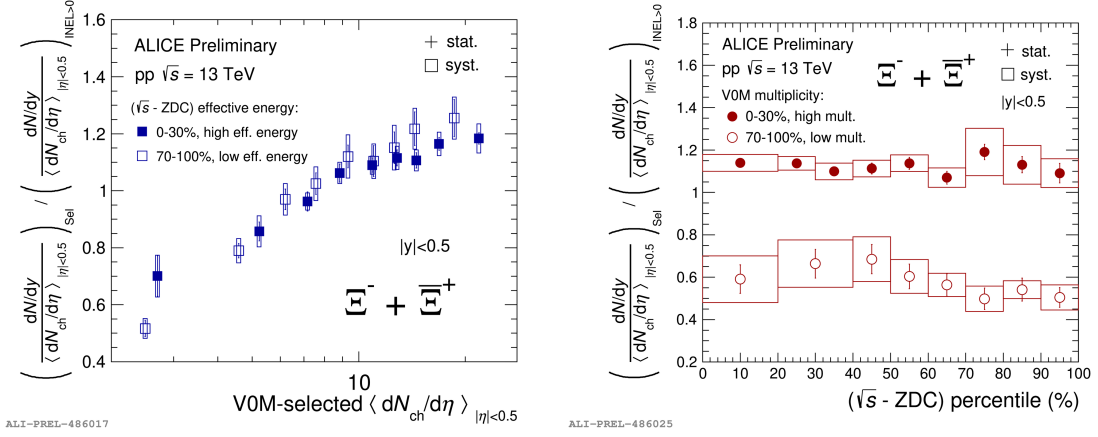 ALICE Preliminary
pp √s = 13 TeV
(√s - ZDC) effective energy:
0-30%, high eff. energy
70-100%, low eff. energy
stat.
syst.
|y|<0.5
Ξ⁻ + Ξ̅⁺
1.6
1.4
1.2
1
0.8
0.6
0.4
10
V0M-selected ⟨ dN_ch/dη ⟩_|η|<0.5
( dN/dy / ⟨ dN_ch/dη ⟩_|η|<0.5 )_Sel / ( dN/dy / ⟨ dN_ch/dη ⟩_|η|<0.5 )_INEL>0
ALI-PREL-486017
ALICE Preliminary
pp √s = 13 TeV
V0M multiplicity:
0-30%, high mult.
70-100%, low mult.
Ξ⁻ + Ξ̅⁺
stat.
syst.
|y|<0.5
1.8
1.6
1.4
1.2
1
0.8
0.6
0.4
0.2
0 10 20 30 40 50 60 70 80 90 100
(√s - ZDC) percentile (%)
( dN/dy / ⟨ dN_ch/dη ⟩_|η|<0.5 )_Sel / ( dN/dy / ⟨ dN_ch/dη ⟩_|η|<0.5 )_INEL>0
ALI-PREL-486025